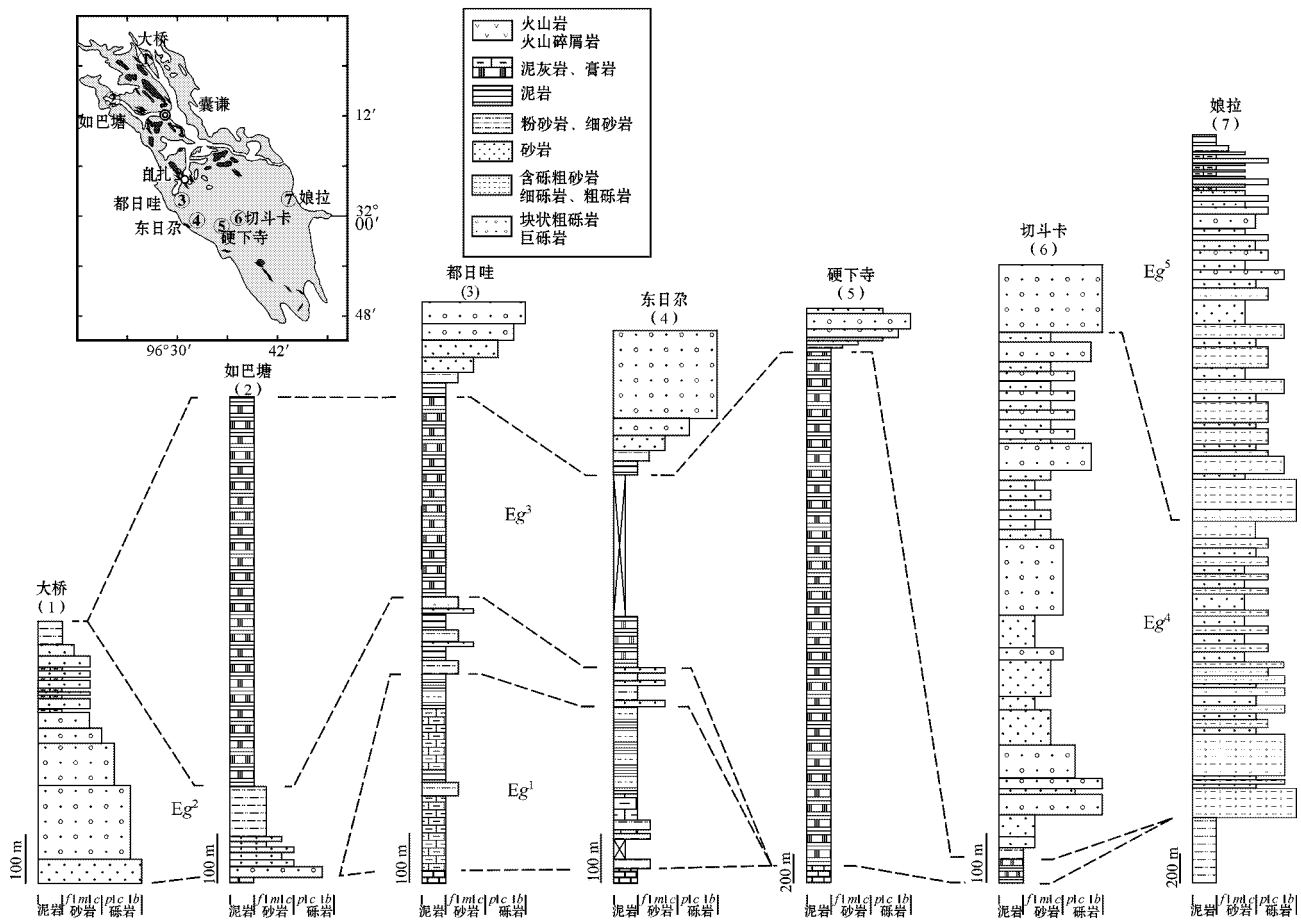 大桥
囊谦
如巴塘
12′
自扎
都日哇
③
⑦
娘拉
32°
00′
东日尕
④
⑤
⑥
切斗卡
硬下寺
48′
96°30′
42′
火山岩
火山碎屑岩
泥灰岩、膏岩
泥岩
粉砂岩、细砂岩
砂岩
含砾粗砂岩
细砾岩、粗砾岩
块状粗砾岩
巨砾岩
大桥
(1)
如巴塘
(2)
都日哇
(3)
东日尕
(4)
硬下寺
(5)
切斗卡
(6)
娘拉
(7)
Eg⁵
Eg³
Eg⁴
Eg²
Eg¹
100 m
100 m
100 m
100 m
200 m
100 m
200 m
f m c p c b
泥岩 砂岩 砾岩
f m c p c b
泥岩 砂岩 砾岩
f m c p c b
泥岩 砂岩 砾岩
f m c p c b
泥岩 砂岩 砾岩
f m c p c b
泥岩 砂岩 砾岩
f m c p c b
泥岩 砂岩 砾岩
f m c p c b
泥岩 砂岩 砾岩